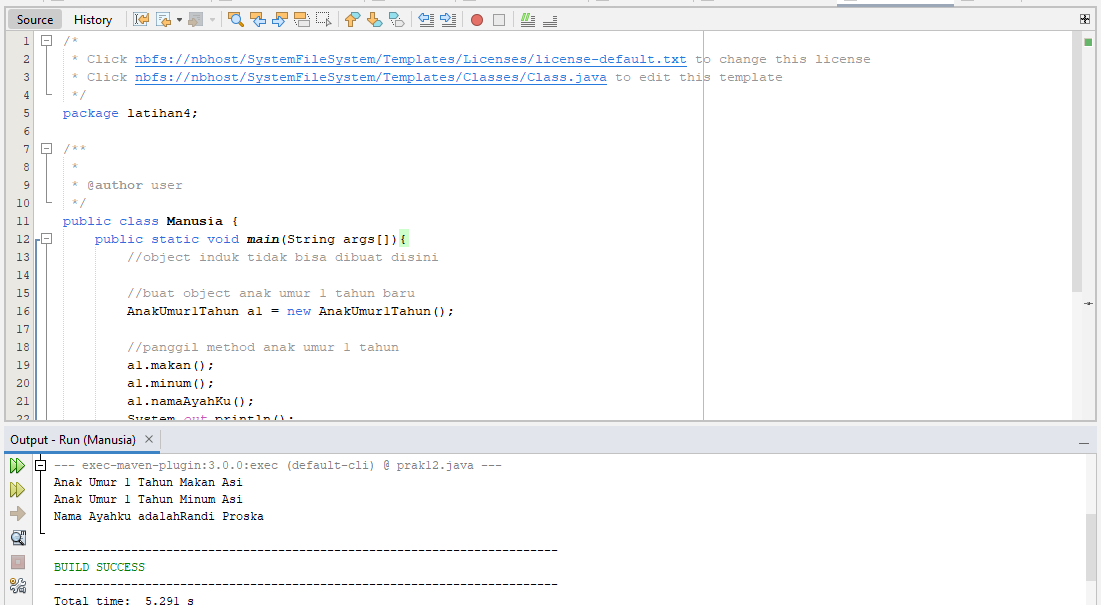 Source History
1 /*
2 * Click nbfs://nbhost/SystemFileSystem/Templates/Licenses/license-default.txt to change this license
3 * Click nbfs://nbhost/SystemFileSystem/Templates/Classes/Class.java to edit this template
4 */
5 package latihan4;
6
7 /**
8 *
9 * @author user
10 */
11 public class Manusia {
12 public static void main(String args[]){
13 //object induk tidak bisa dibuat disini
14
15 //buat object anak umur 1 tahun baru
16 AnakUmur1Tahun a1 = new AnakUmur1Tahun();
17
18 //panggil method anak umur 1 tahun
19 a1.makan();
20 a1.minum();
21 a1.namaAyahKu();
22 System.out.println();
Output - Run (Manusia)
--- exec-maven-plugin:3.0.0:exec (default-cli) @ prak12.java ---
Anak Umur 1 Tahun Makan Asi
Anak Umur 1 Tahun Minum Asi
Nama Ayahku adalahRandi Proska
------------------------------------------------------------------------
BUILD SUCCESS
------------------------------------------------------------------------
Total time: 5.291 s